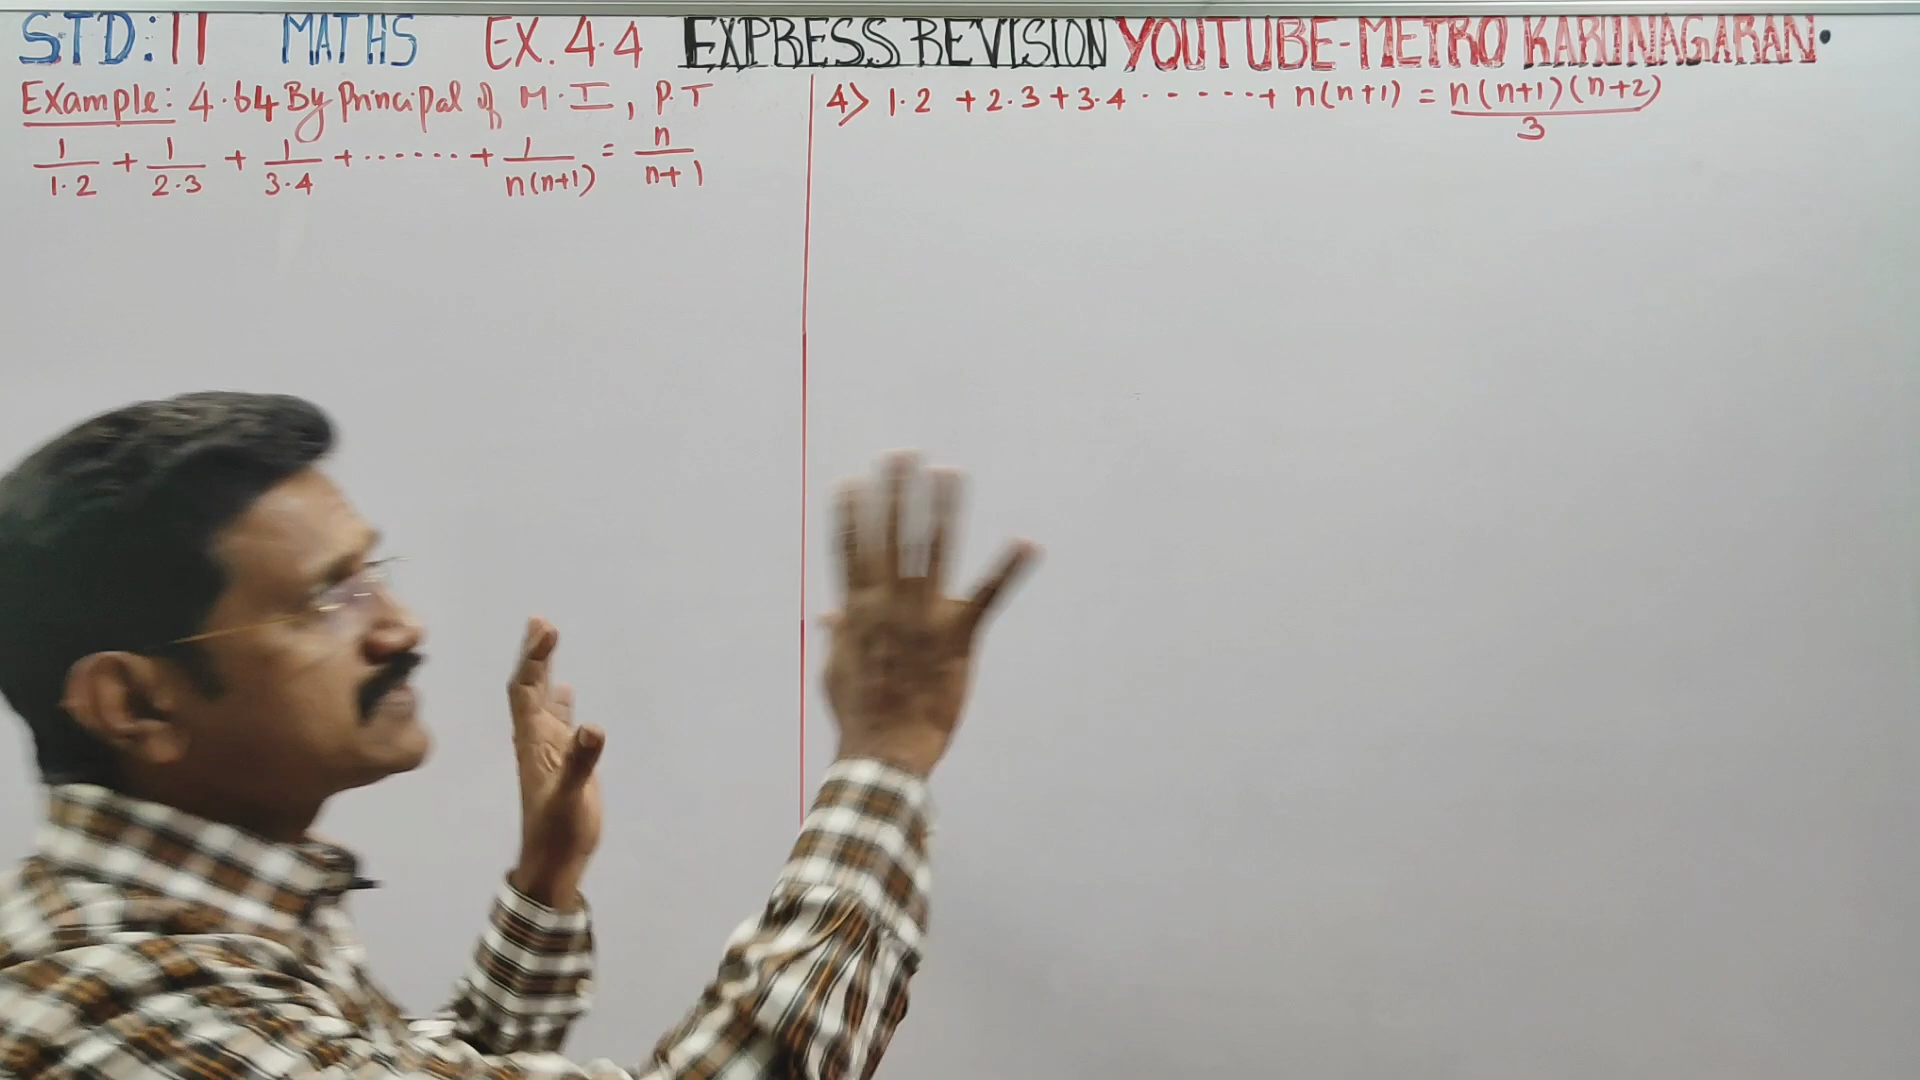 STD: 11 MATHS EX. 4.4 EXPRESS REVISION YOUTUBE-METRO KARUNAGARAN.
Example: 4.64 By Principal of M.I, P.T
1/1·2 + 1/2·3 + 1/3·4 + ...... + 1/n(n+1) = n/n+1
4) 1·2 + 2·3 + 3·4 ------ + n(n+1) = n(n+1)(n+2)/3